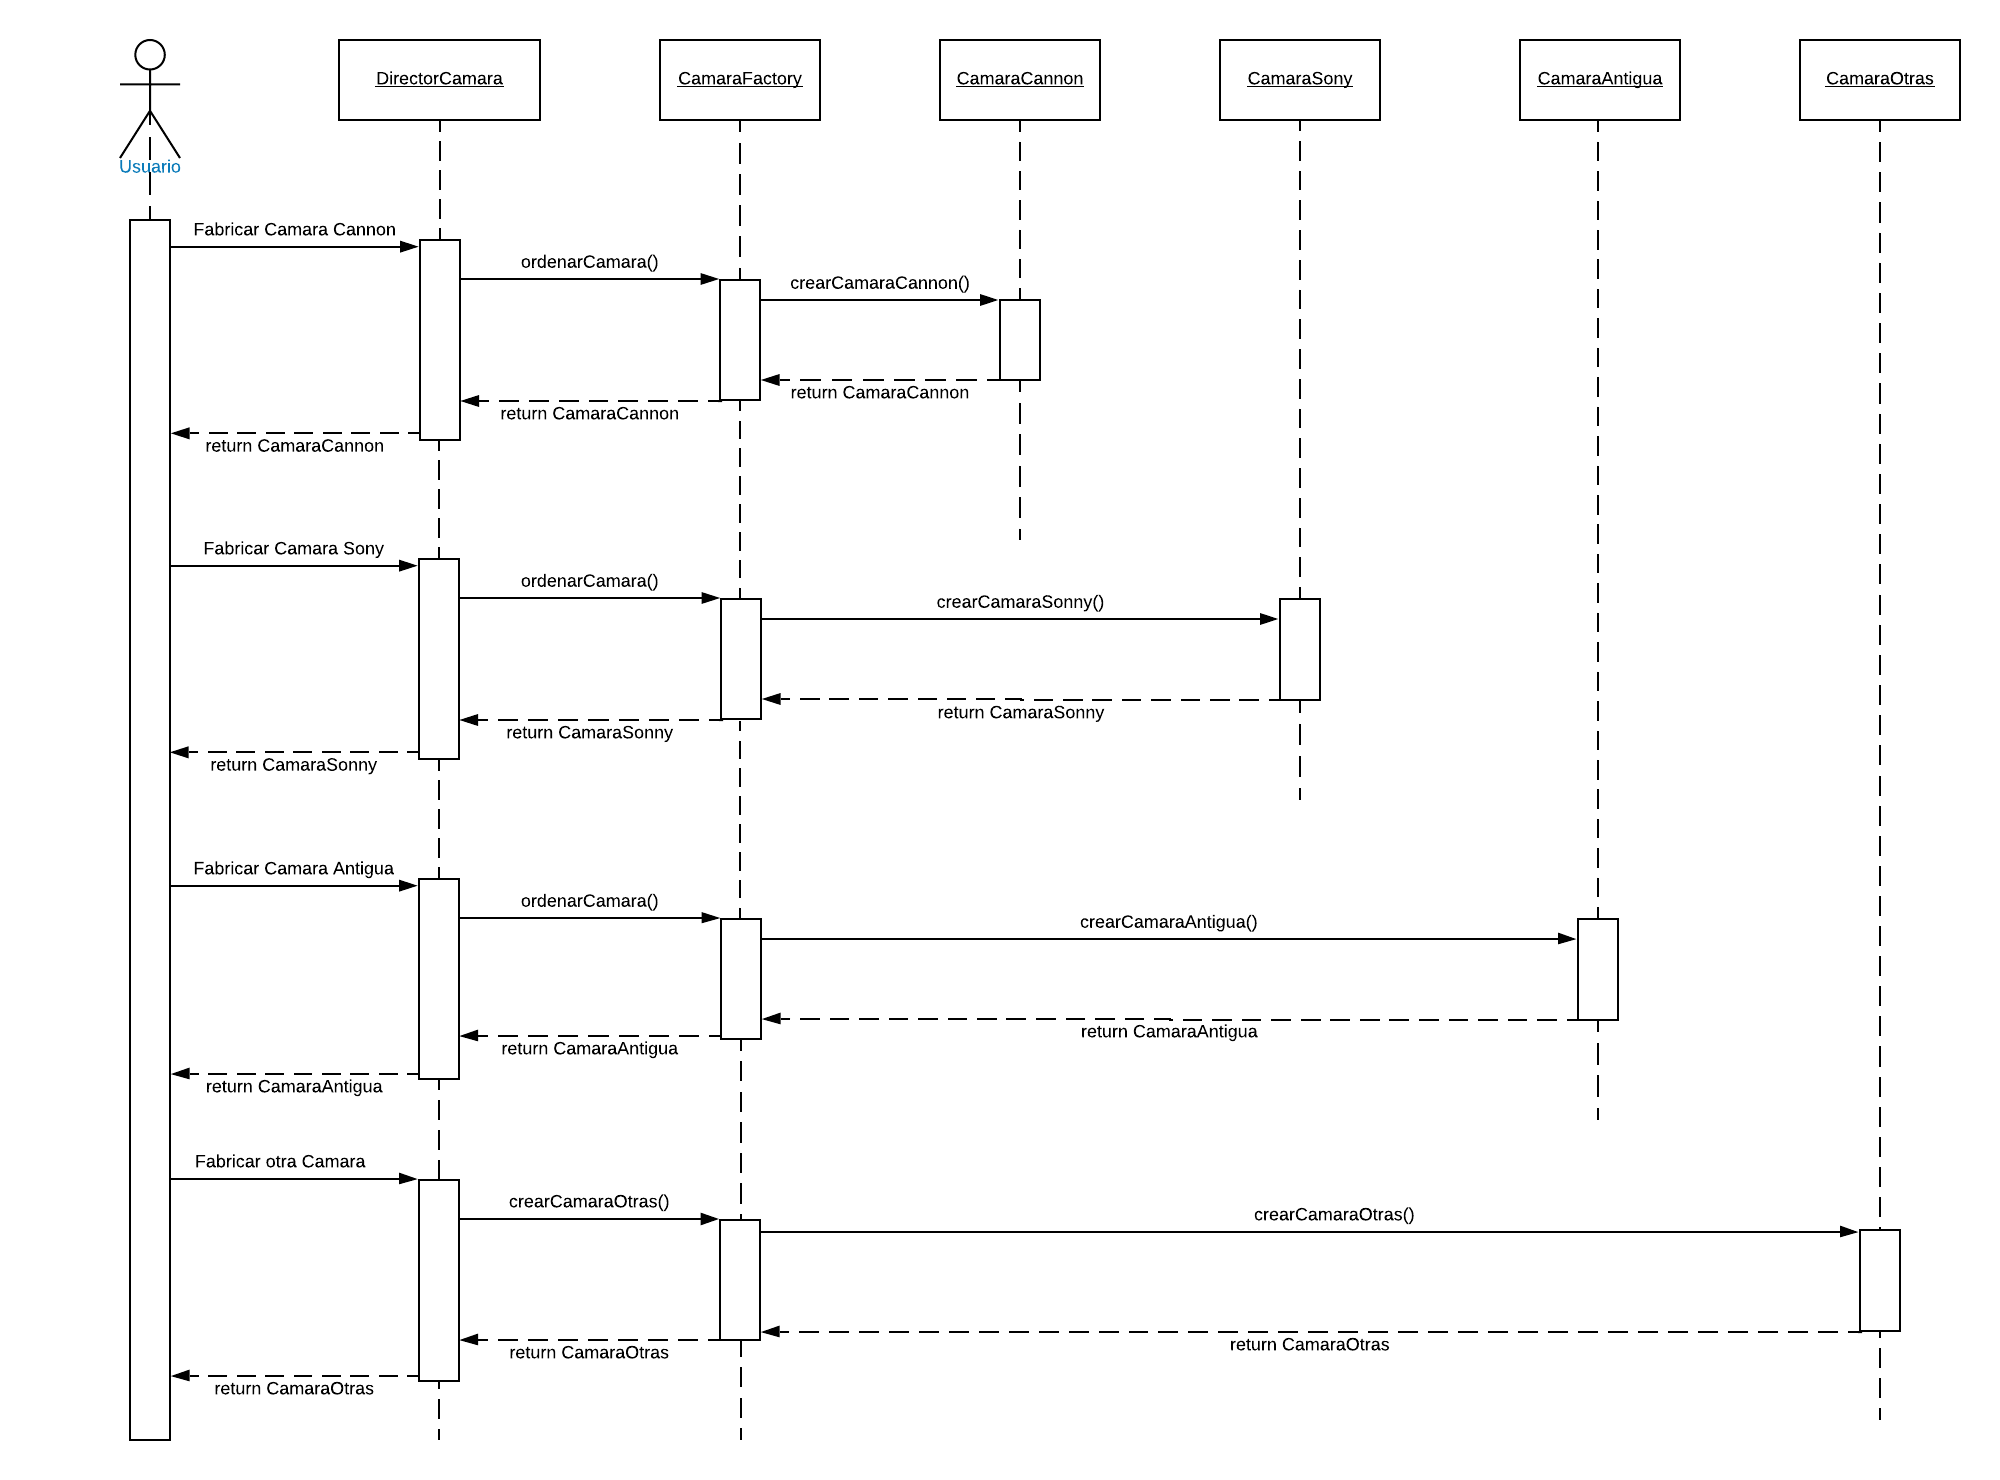 DirectorCamara
CamaraFactory
CamaraCannon
CamaraSony
CamaraAntigua
CamaraOtras
Usuario
Fabricar Camara Cannon
ordenarCamara()
crearCamaraCannon()
return CamaraCannon
return CamaraCannon
return CamaraCannon
Fabricar Camara Sony
ordenarCamara()
crearCamaraSonny()
return CamaraSonny
return CamaraSonny
return CamaraSonny
Fabricar Camara Antigua
ordenarCamara()
crearCamaraAntigua()
return CamaraAntigua
return CamaraAntigua
return CamaraAntigua
Fabricar otra Camara
crearCamaraOtras()
crearCamaraOtras()
return CamaraOtras
return CamaraOtras
return CamaraOtras